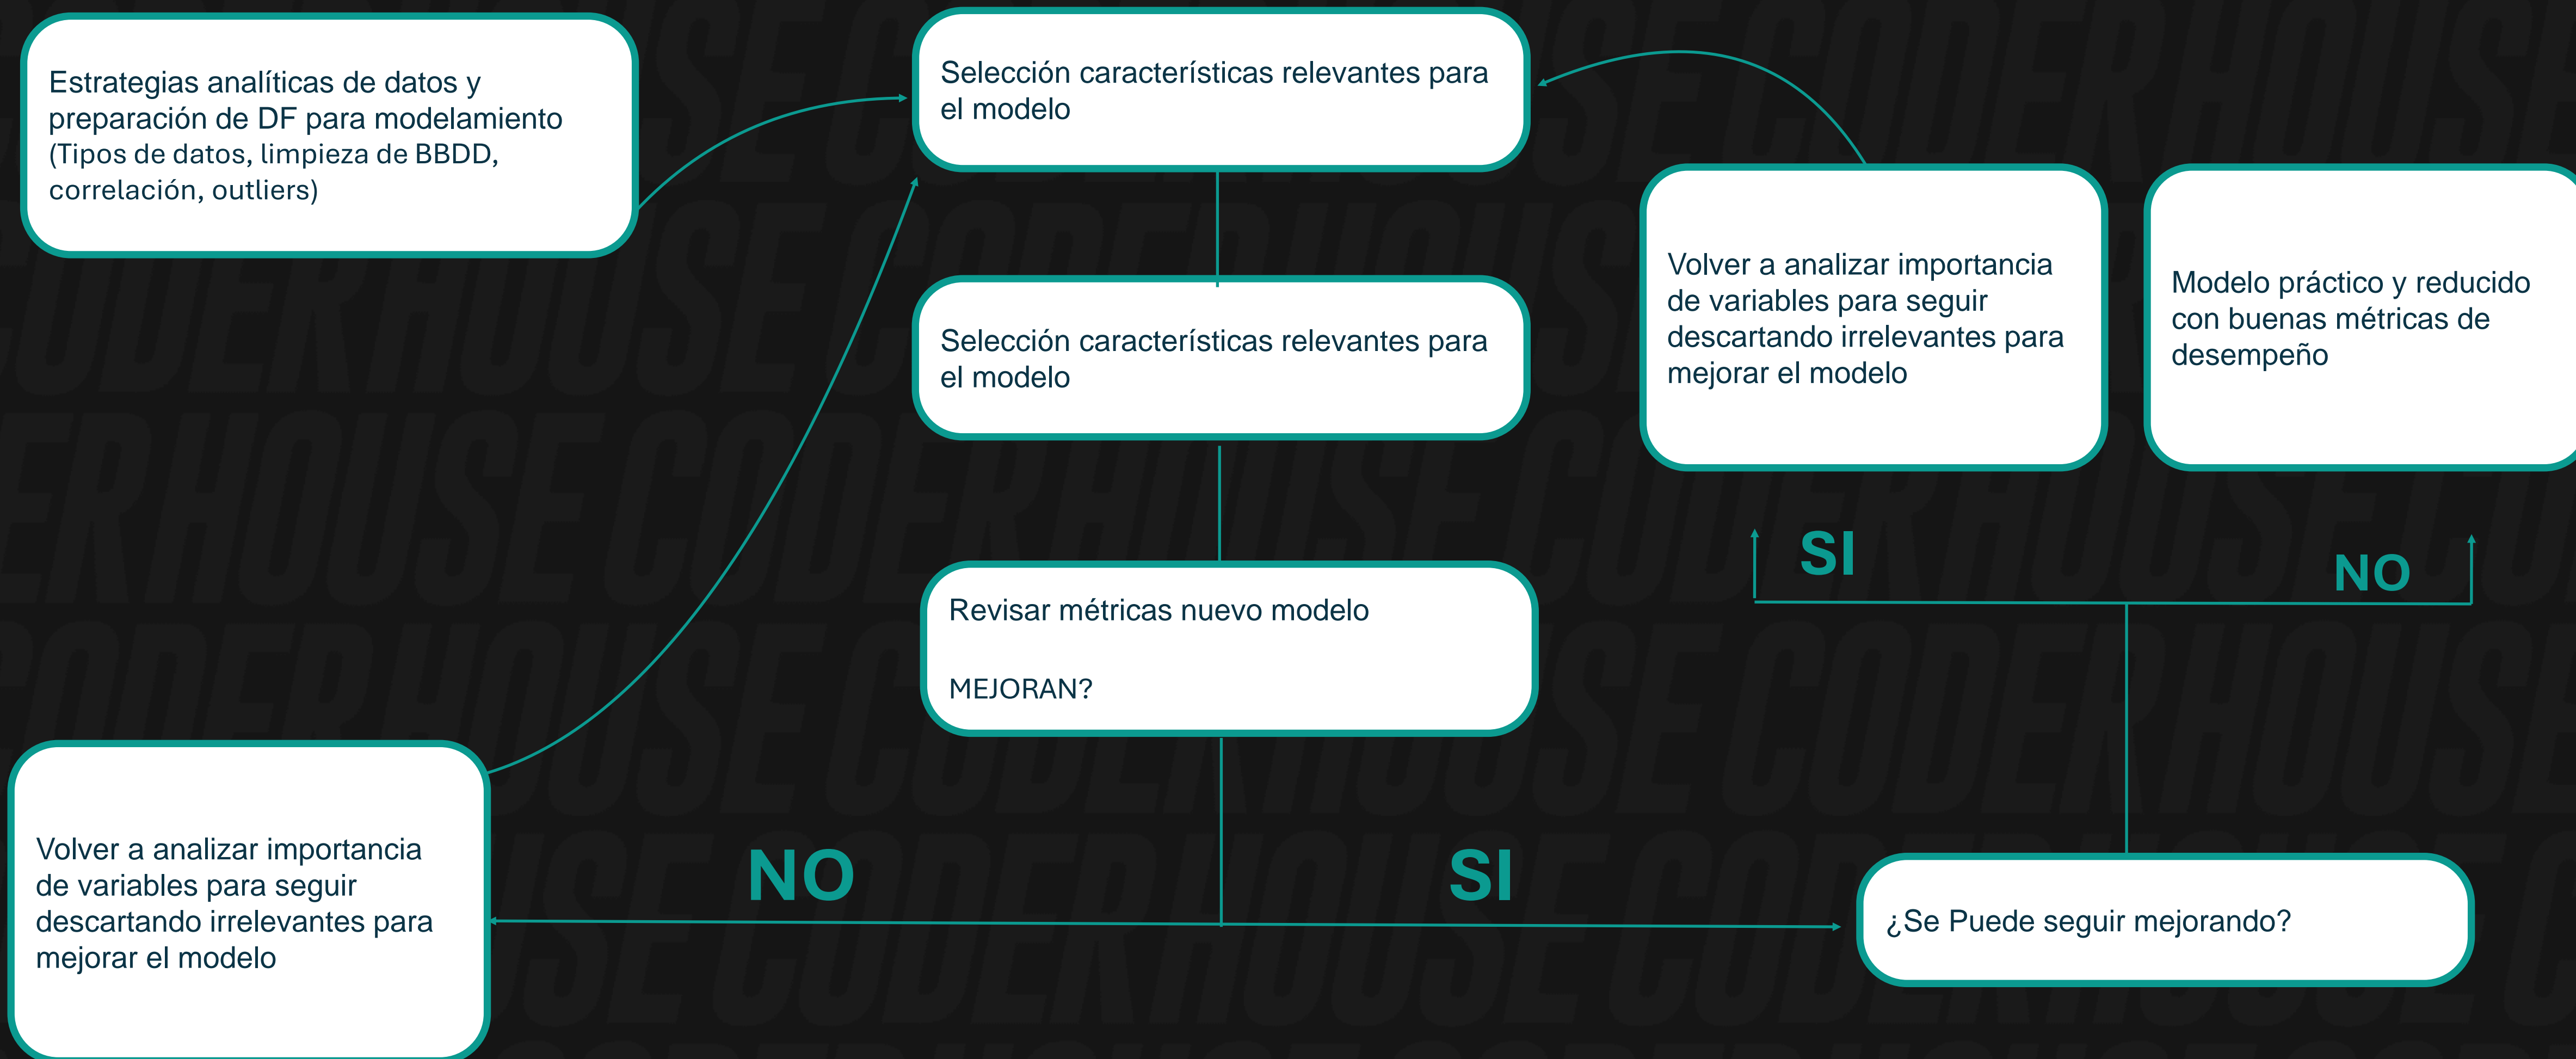 Estrategias analíticas de datos y
preparación de DF para modelamiento
(Tipos de datos, limpieza de BBDD,
correlación, outliers)
Selección características relevantes para
el modelo
Selección características relevantes para
el modelo
Revisar métricas nuevo modelo
MEJORAN?
Volver a analizar importancia
de variables para seguir
descartando irrelevantes para
mejorar el modelo
Modelo práctico y reducido
con buenas métricas de
desempeño
SI
NO
Volver a analizar importancia
de variables para seguir
descartando irrelevantes para
mejorar el modelo
NO
SI
¿Se Puede seguir mejorando?
CODERHOUSE CODERHOUSE